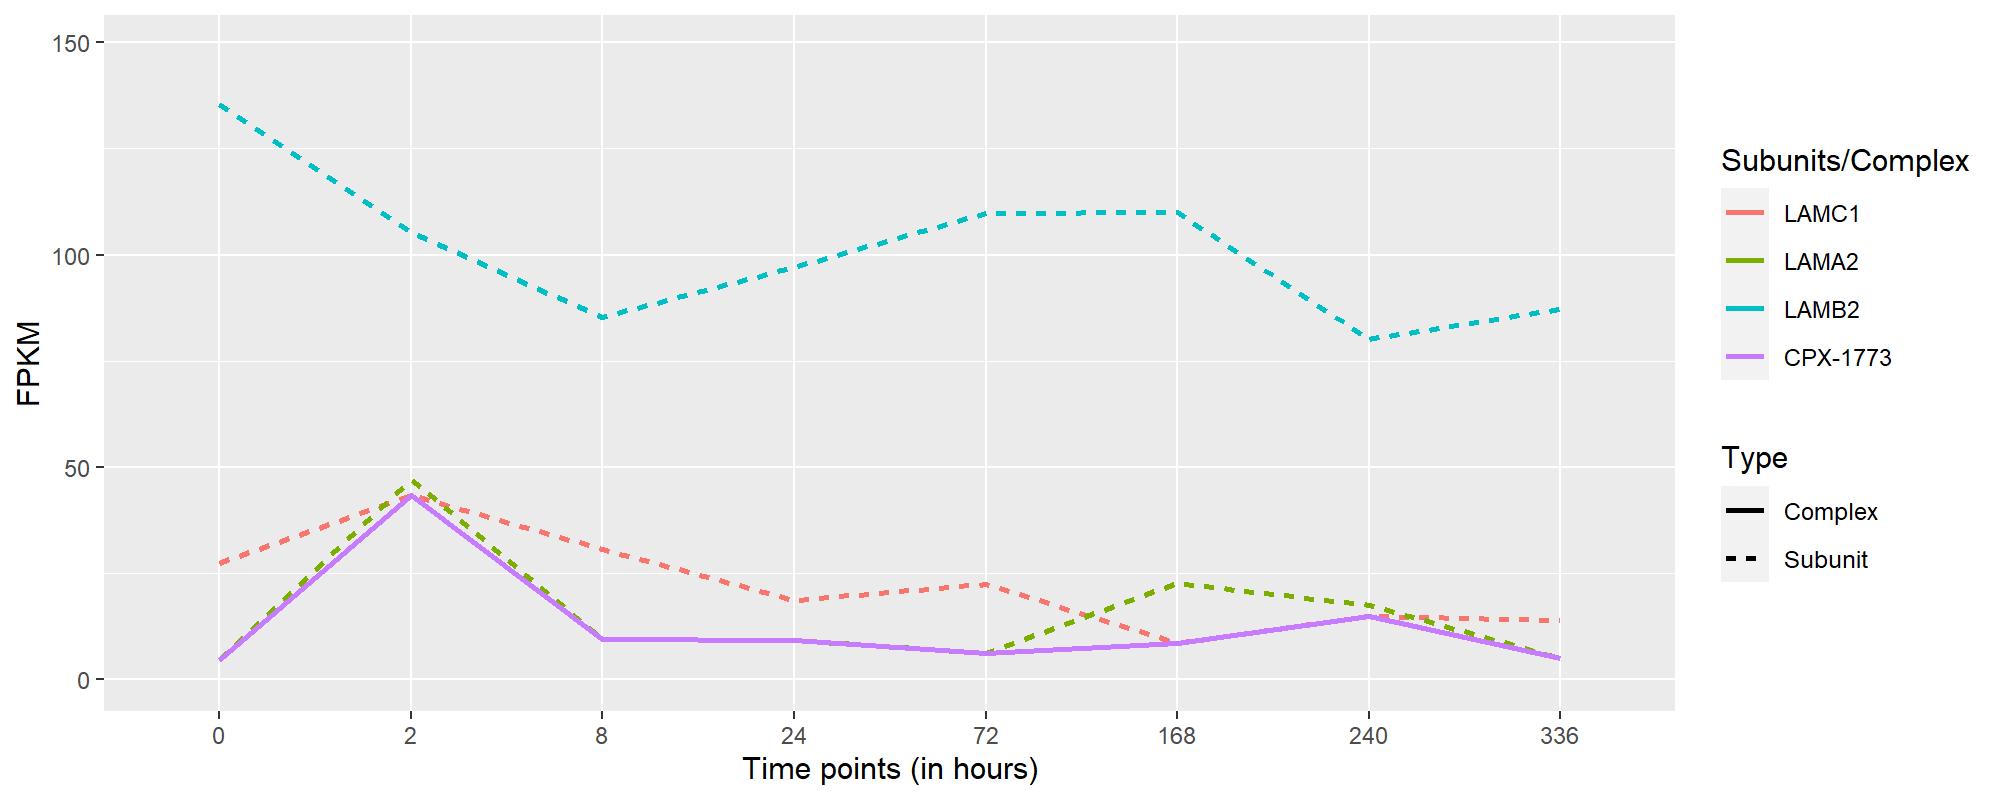 150
100
50
0
FPKM
0 2 8 24 72 168 240 336
Time points (in hours)
Subunits/Complex
LAMC1
LAMA2
LAMB2
CPX-1773
Type
Complex
Subunit